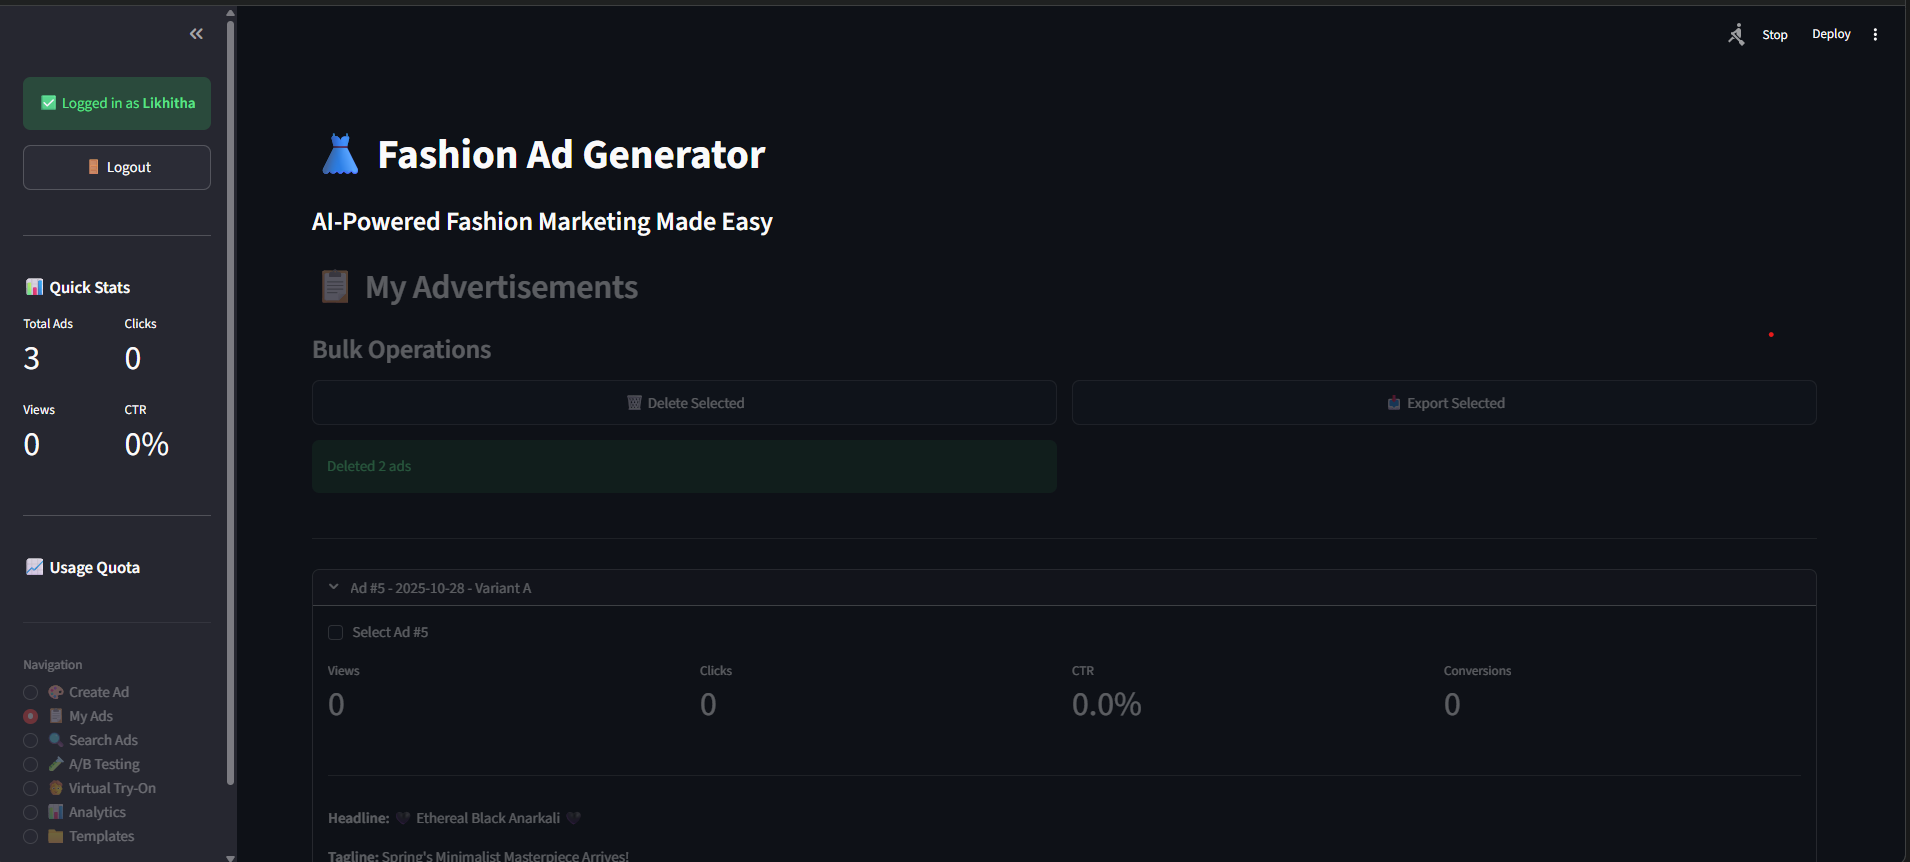 Stop
Deploy
✅ Logged in as Likhitha
🚪 Logout
📊 Quick Stats
Total Ads
Clicks
3
0
Views
CTR
0
0%
📈 Usage Quota
Navigation
🎨 Create Ad
📋 My Ads
🔍 Search Ads
🧪 A/B Testing
Virtual Try-On
📊 Analytics
📁 Templates
👗 Fashion Ad Generator
AI-Powered Fashion Marketing Made Easy
📋 My Advertisements
Bulk Operations
🗑️ Delete Selected
📤 Export Selected
Deleted 2 ads
Ad #5 - 2025-10-28 - Variant A
Select Ad #5
Views
Clicks
CTR
Conversions
0
0
0.0%
0
Headline: 🖤 Ethereal Black Anarkali 🖤
Tagline: Spring's Minimalist Masterpiece Arrives!